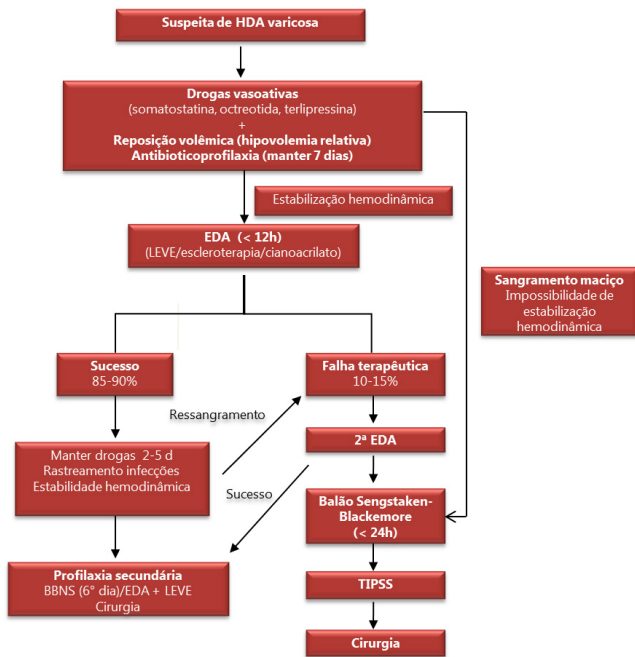 Suspeita de HDA varicosa
Drogas vasoativas
(somatostatina, octreotida, terlipressina)
+
Reposição volêmica (hipovolemia relativa)
Antibioticoprofilaxia (manter 7 dias)
Estabilização hemodinâmica
EDA (< 12h)
(LEVE/escleroterapia/cianoacrilato)
Sangramento maciço
Impossibilidade de
estabilização
hemodinâmica
Sucesso
85-90%
Falha terapêutica
10-15%
Ressangramento
Manter drogas 2-5 d
Rastreamento infecções
Estabilidade hemodinâmica
2ª EDA
Sucesso
Balão Sengstaken-
Blackemore
(< 24h)
Profilaxia secundária
BBNS (6° dia)/EDA + LEVE
Cirurgia
TIPSS
Cirurgia